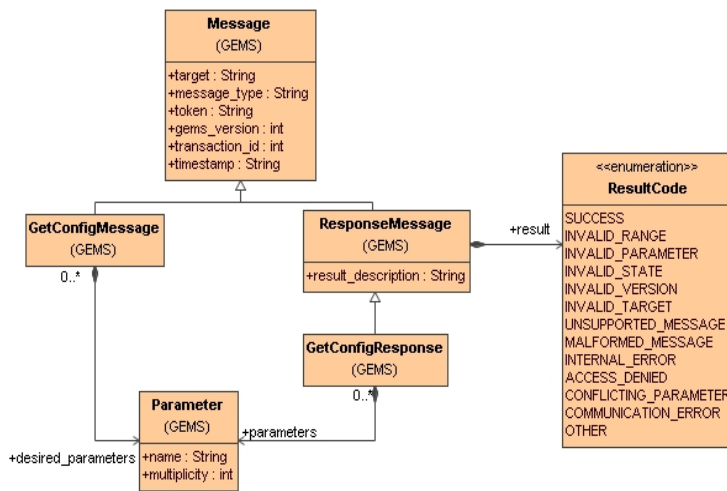 Message
(GEMS)
+target : String
+message_type : String
+token : String
+gems_version : int
+transaction_id : int
+timestamp : String
GetConfigMessage
(GEMS)
0..*
ResponseMessage
(GEMS)
+result_description : String
+result
<<enumeration>>
ResultCode
SUCCESS
INVALID_RANGE
INVALID_PARAMETER
INVALID_STATE
INVALID_VERSION
INVALID_TARGET
UNSUPPORTED_MESSAGE
MALFORMED_MESSAGE
INTERNAL_ERROR
ACCESS_DENIED
CONFLICTING_PARAMETER
COMMUNICATION_ERROR
OTHER
GetConfigResponse
(GEMS)
0..*
Parameter
(GEMS)
+name : String
+multiplicity : int
+desired_parameters
+parameters